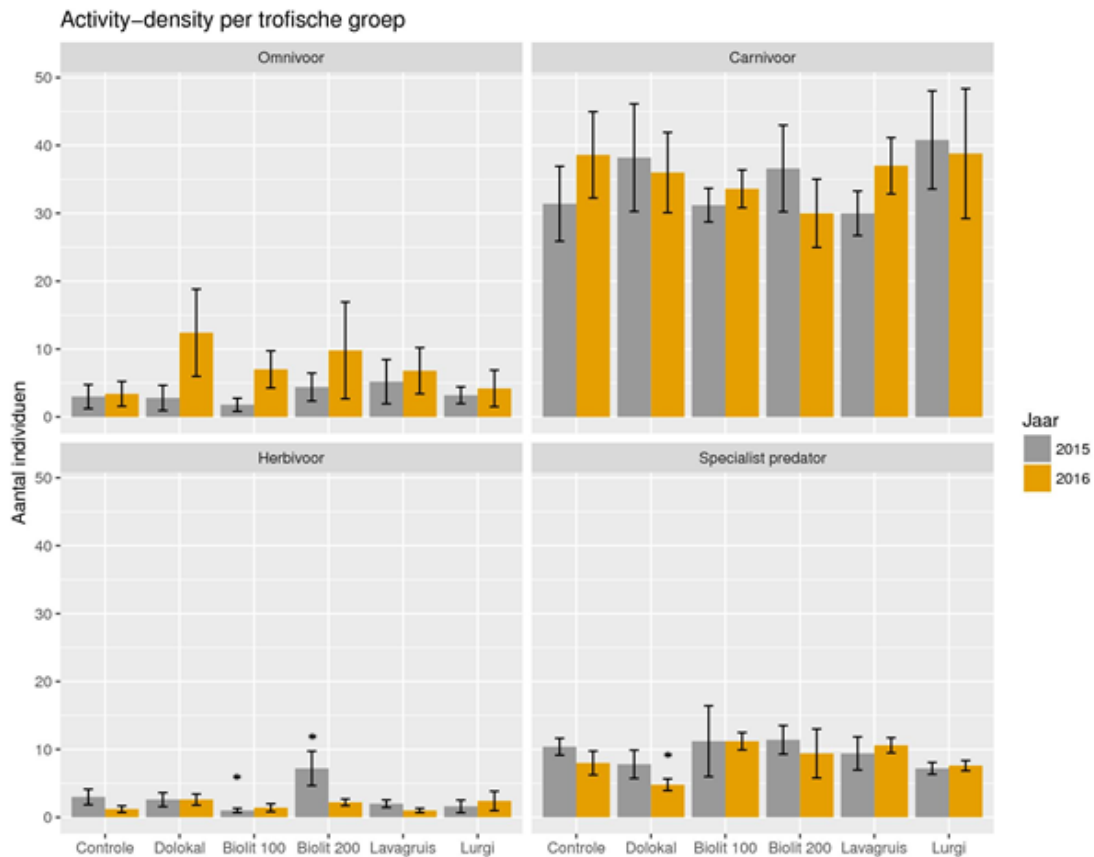 Activity-density per trofische groep
Omnivoor
Carnivoor
50
40
30
20
10
0
Herbivoor
Specialist predator
50
40
30
20
10
0
*
*
*
Controle Dolokal Biolit 100 Biolit 200 Lavagruis Lurgi
Controle Dolokal Biolit 100 Biolit 200 Lavagruis Lurgi
Aantal individuen
Jaar
2015
2016